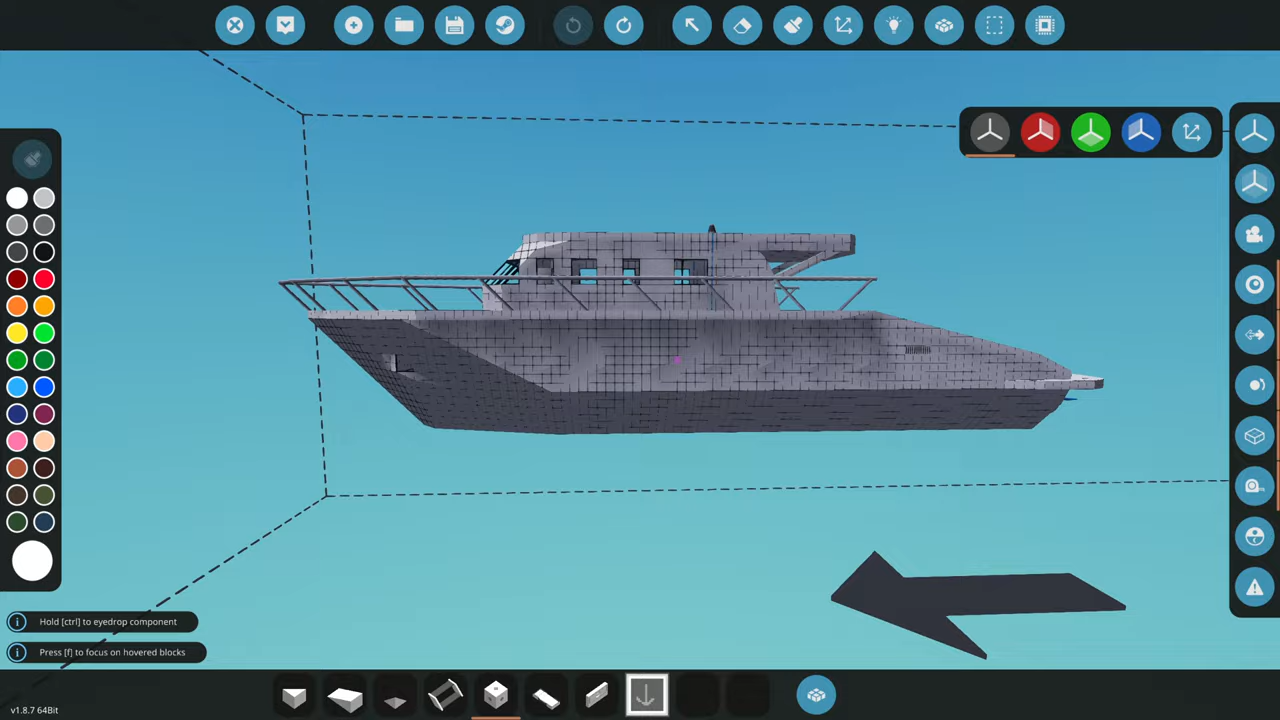 Hold [ctrl] to eyedrop component
Press [f] to focus on hovered blocks
v1.8.7 64Bit